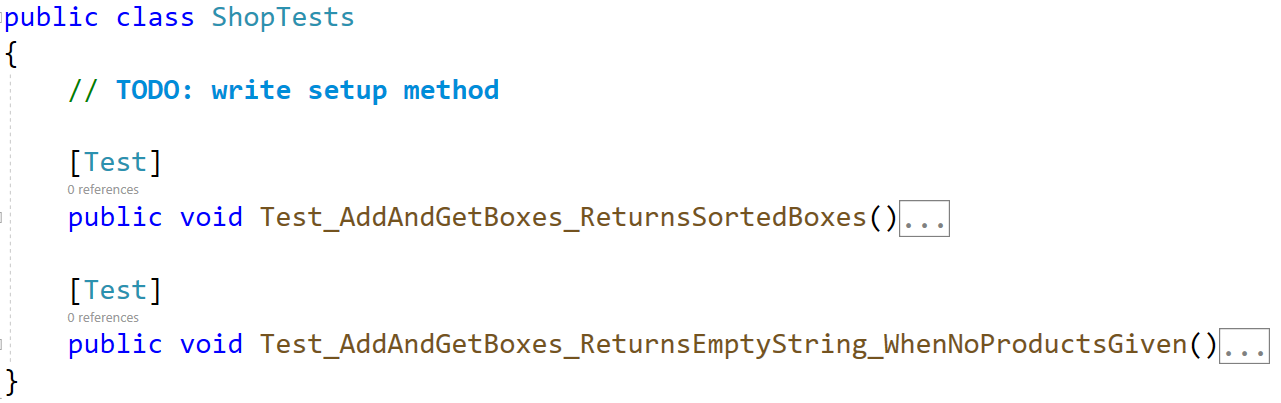 public class ShopTests
{
// TODO: write setup method
[Test]
0 references
public void Test_AddAndGetBoxes_ReturnsSortedBoxes()...
[Test]
0 references
public void Test_AddAndGetBoxes_ReturnsEmptyString_WhenNoProductsGiven()...
}